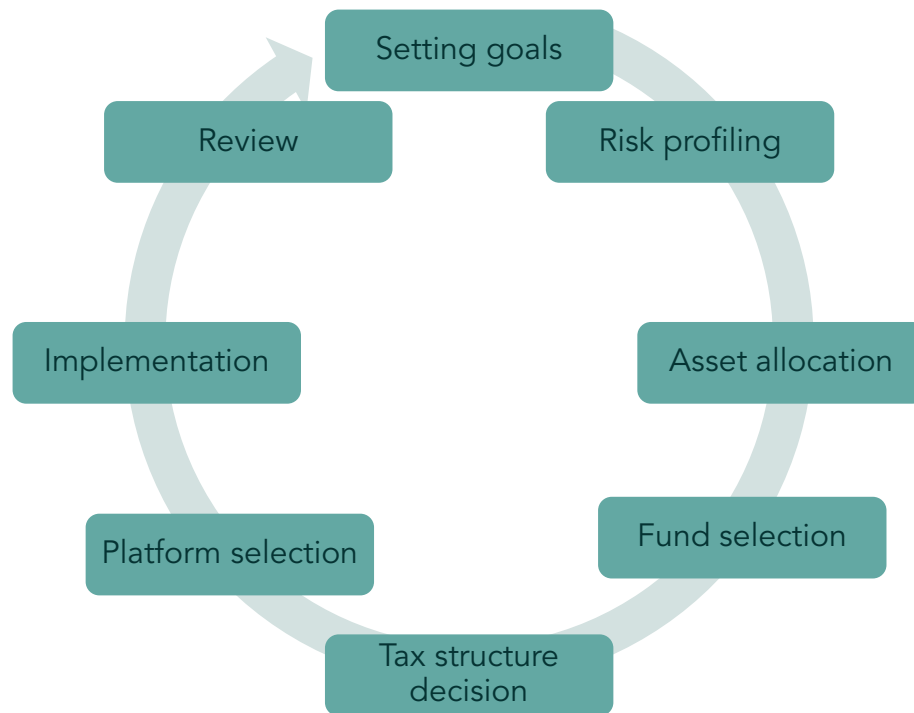 Setting goals
Risk profiling
Asset allocation
Fund selection
Tax structure
decision
Platform selection
Implementation
Review